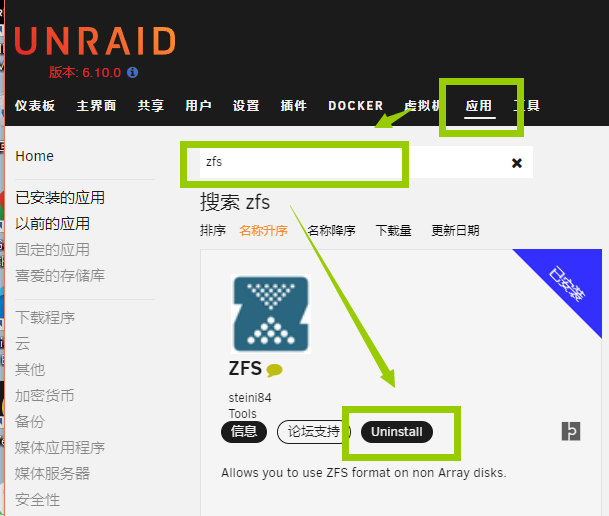 UNRAID
版本: 6.10.0
仪表板 主界面 共享 用户 设置 插件 DOCKER 虚拟机 应用 工具
Home
zfs
已安装的应用
搜索 zfs
以前的应用
排序 名称升序 名称降序 下载量 更新日期
固定的应用
喜爱的存储库
已安装
下载程序
云
其他
加密货币
备份
媒体应用程序
媒体服务器
安全性
ZFS
steini84
Tools
信息 论坛支持 Uninstall
Allows you to use ZFS format on non Array disks.